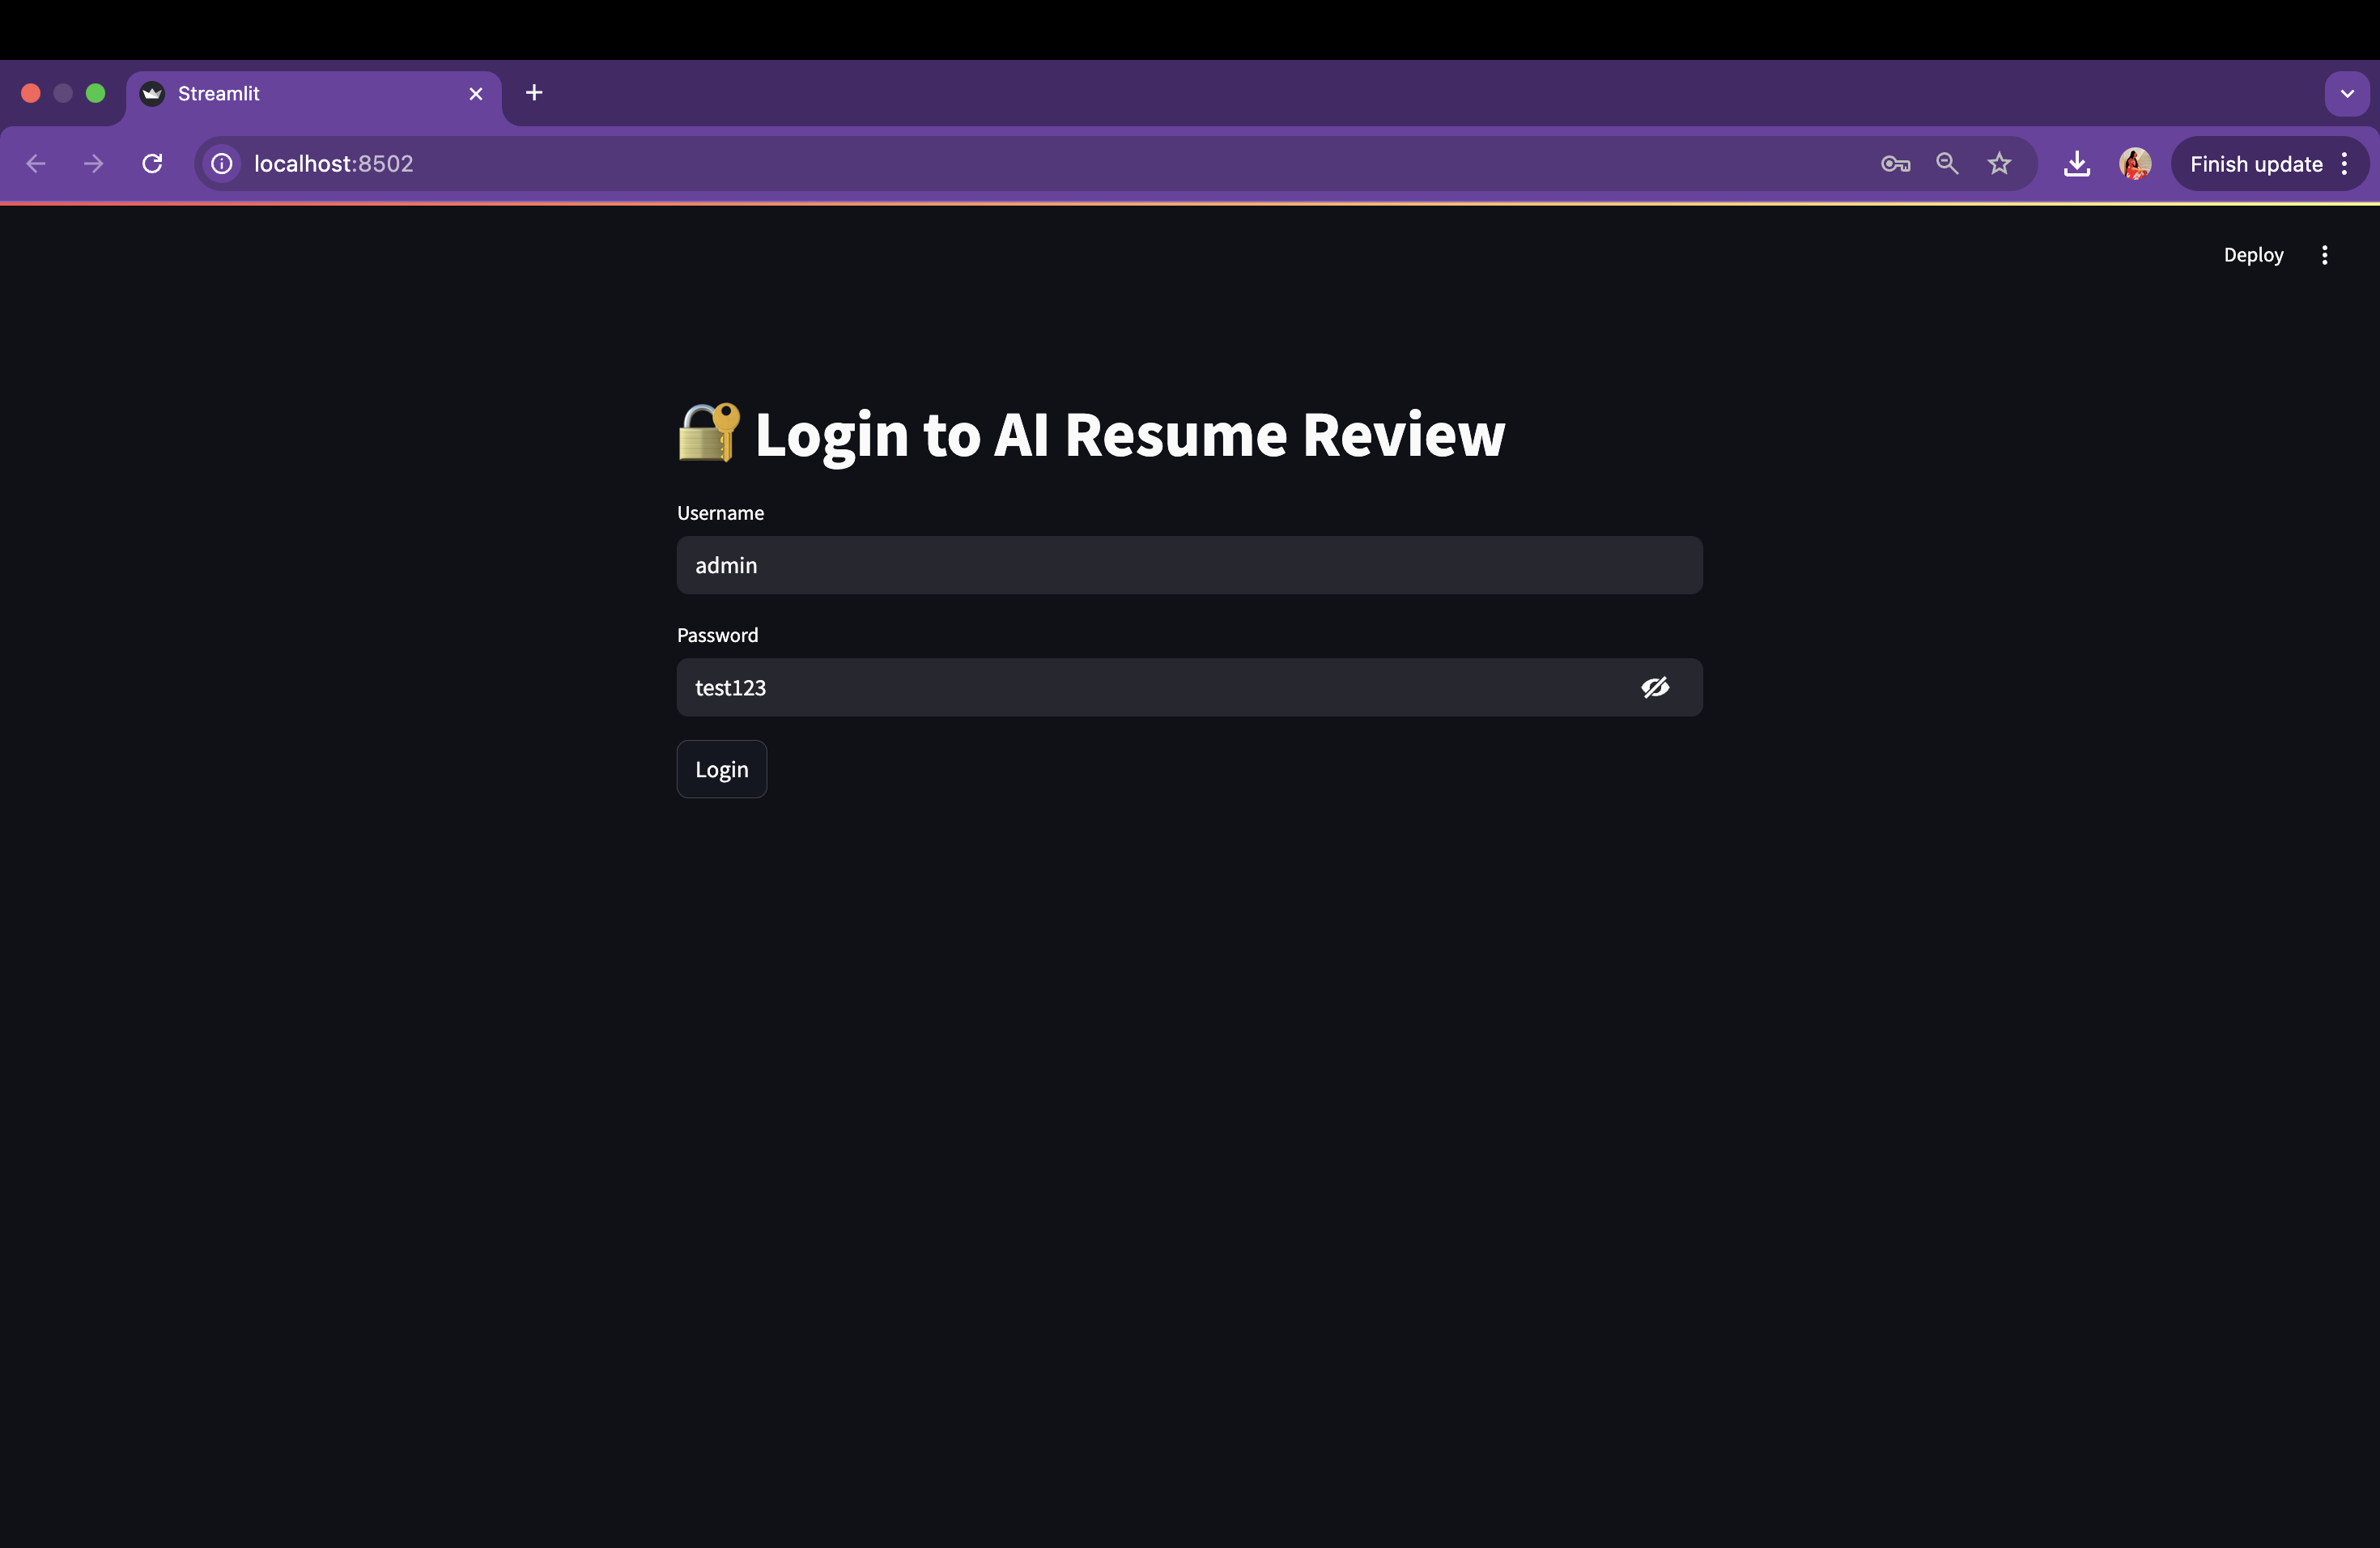 Streamlit
localhost:8502
Finish update
Deploy
Login to AI Resume Review
Username
admin
Password
test123
Login